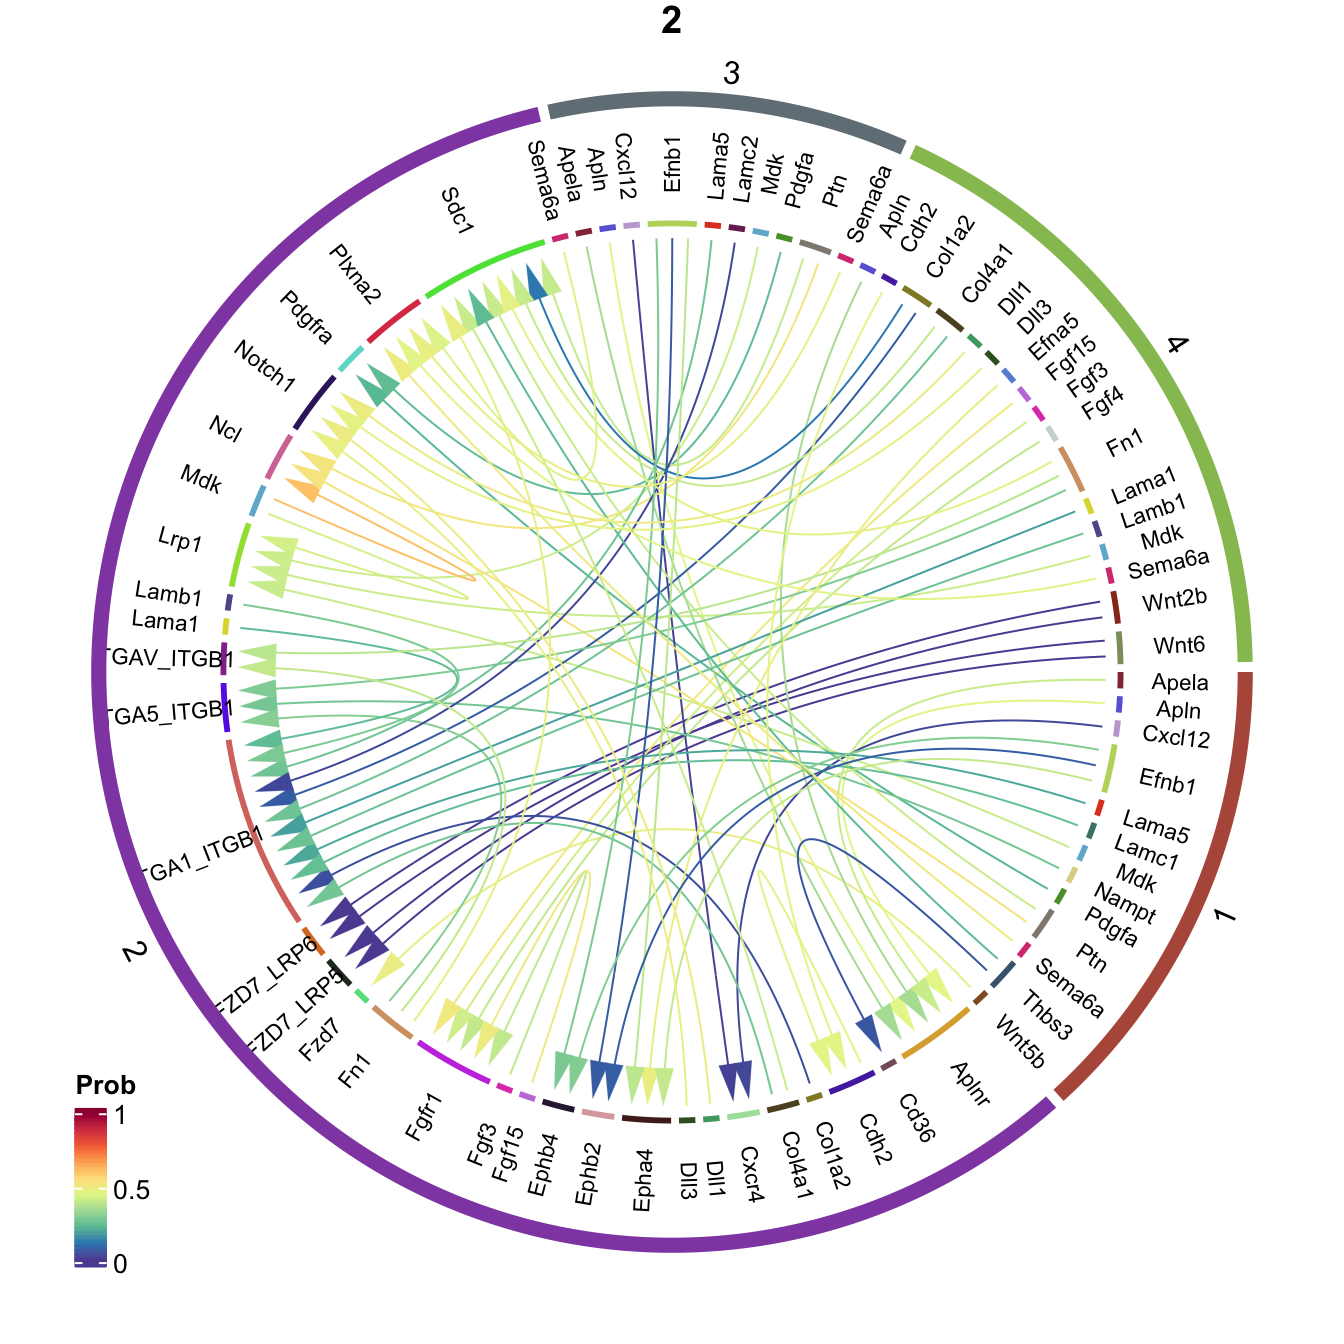 2
3
Sema6a
Apela
Apln
Cxcl12
Efnb1
Lama5
Lamc2
Mdk
Pdgfa
Ptn
Sema6a
4
Apln
Cdh2
Col1a2
Col4a1
Dll1
Dll3
Efna5
Fgf15
Fgf3
Fgf4
Fn1
Lama1
Lamb1
Mdk
Sema6a
Wnt2b
Wnt6
1
Apela
Apln
Cxcl12
Efnb1
Lama5
Lamc1
Mdk
Nampt
Pdgfa
Ptn
Sema6a
Thbs3
Wnt5b
2
Aplnr
Cd36
Cdh2
Col1a2
Col4a1
Cxcr4
Dll1
Dll3
Epha4
Ephb2
Ephb4
Fgf15
Fgf3
Fgfr1
Fn1
Fzd7
FZD7_LRP5
FZD7_LRP6
TGA1_ITGB1
TGA5_ITGB1
TGAV_ITGB1
Lama1
Lamb1
Lrp1
Mdk
Ncl
Notch1
Pdgfra
Plxna2
Sdc1
Prob
1
0.5
0